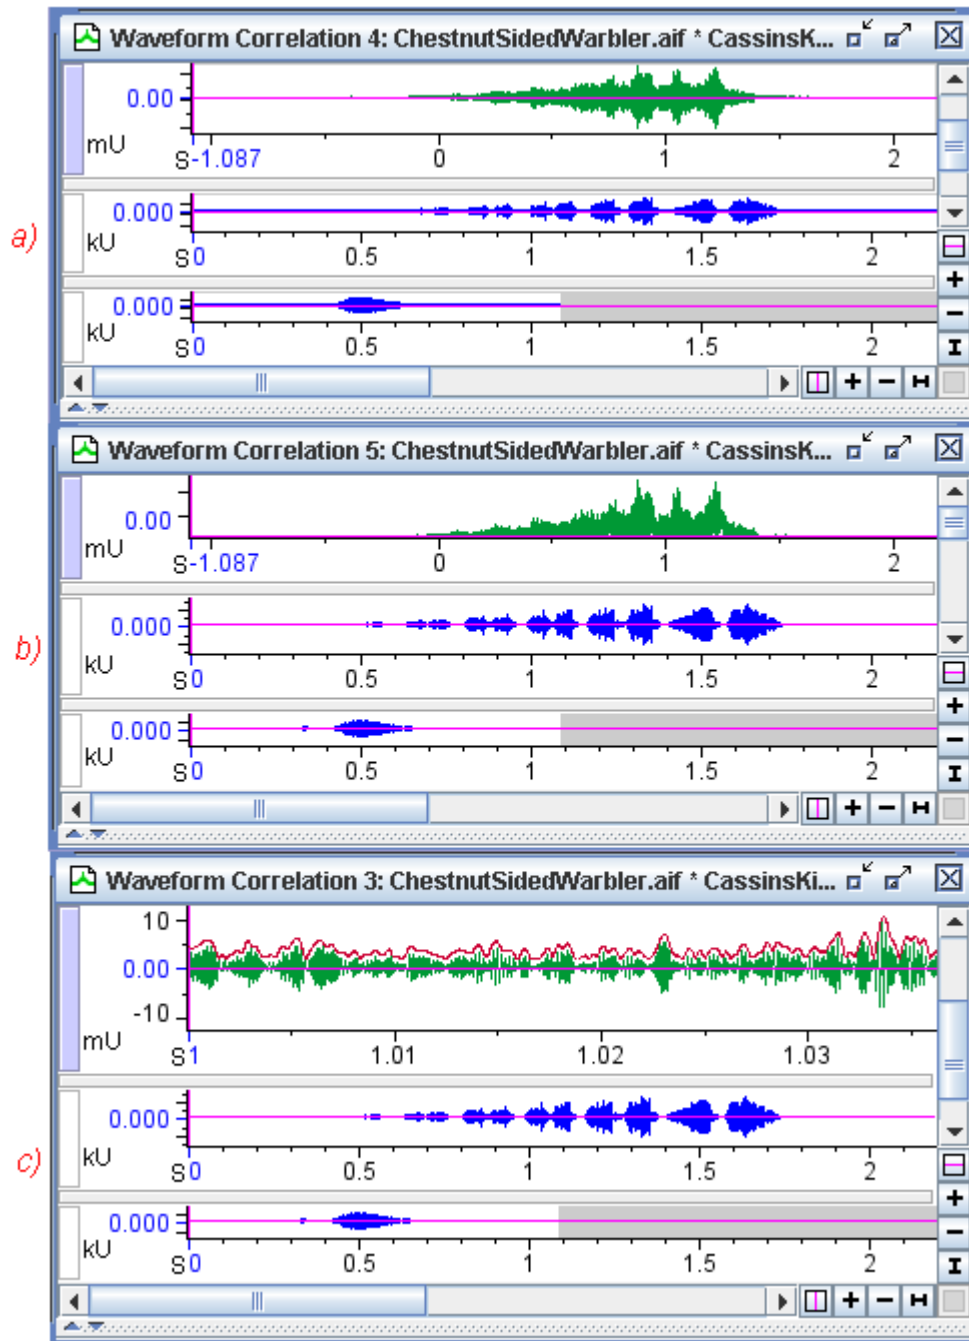 Waveform Correlation 4: ChestnutSidedWarbler.aif * CassinsK...
0.00
mU
S-1.087 0 1 2
a)
0.000
kU
S0 0.5 1 1.5 2
0.000
kU
S0 0.5 1 1.5 2
Waveform Correlation 5: ChestnutSidedWarbler.aif * CassinsK...
0.00
mU
S-1.087 0 1 2
b)
0.000
kU
S0 0.5 1 1.5 2
0.000
kU
S0 0.5 1 1.5 2
Waveform Correlation 3: ChestnutSidedWarbler.aif * CassinsKi...
10
0.00
-10
mU
S1 1.01 1.02 1.03
0.000
c)
kU
S0 0.5 1 1.5 2
0.000
kU
S0 0.5 1 1.5 2